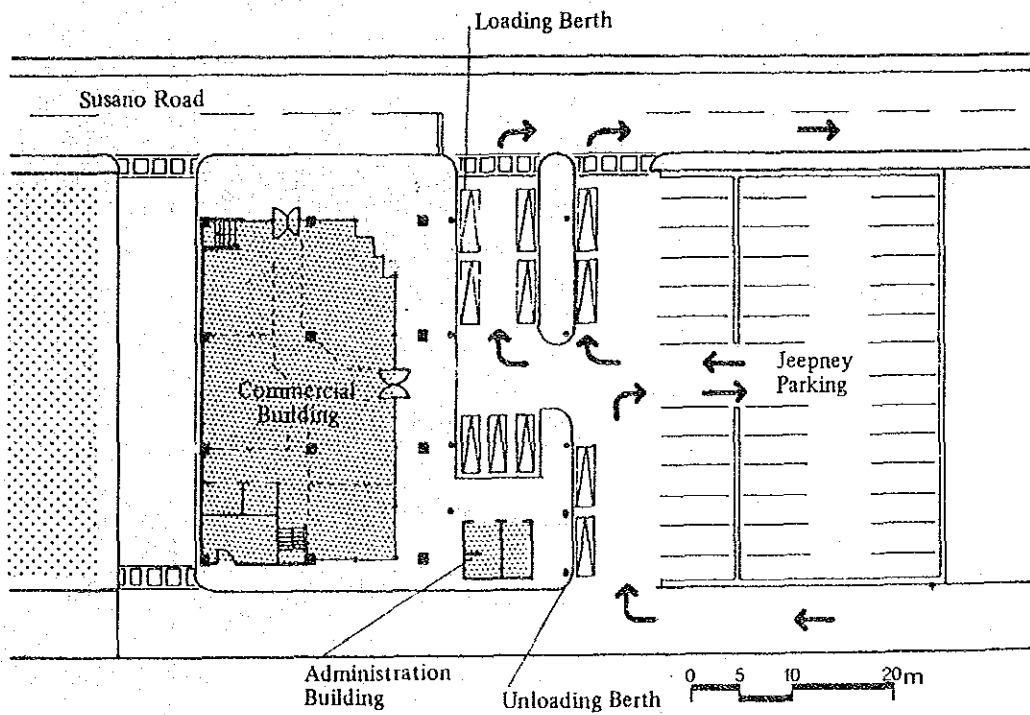 Loading Berth
Susano Road
Commercial
Building
Jeepney
Parking
Administration
Building
Unloading Berth
0 5 10 20m